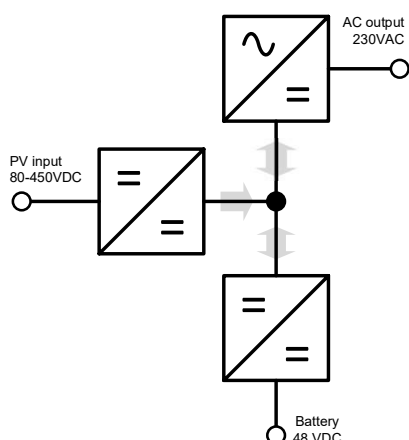 AC output
230VAC
PV input
80-450VDC
Battery
48 VDC